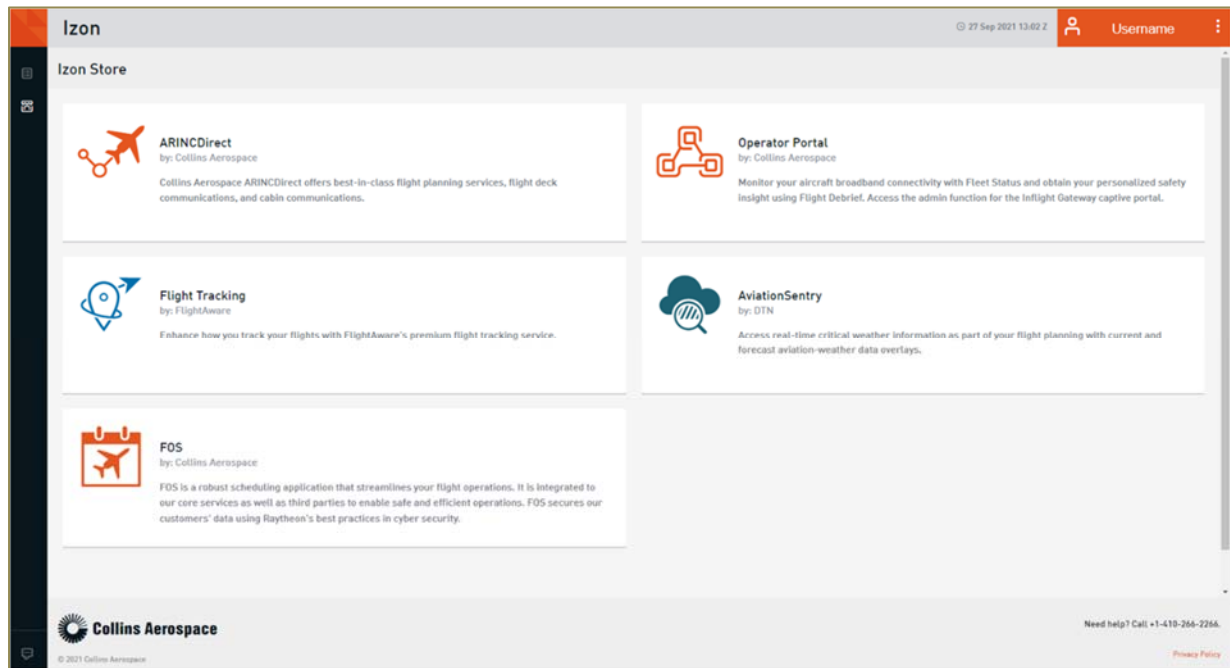 Izon
27 Sep 2021 13:02 Z
Username
Izon Store
ARINCDirect
by: Collins Aerospace
Collins Aerospace ARINCDirect offers best-in-class flight planning services, flight deck
communications, and cabin communications.
Operator Portal
by: Collins Aerospace
Monitor your aircraft broadband connectivity with Fleet Status and obtain your personalized safety
insight using Flight Debrief. Access the admin function for the Inflight Gateway captive portal.
Flight Tracking
by: FlightAware
Enhance how you track your flights with FlightAware's premium flight tracking service.
AviationSentry
by: DTN
Access real-time critical weather information as part of your flight planning with current and
forecast aviation-weather data overlays.
FOS
by: Collins Aerospace
FOS is a robust scheduling application that streamlines your flight operations. It is integrated to
our core services as well as third parties to enable safe and efficient operations. FOS secures our
customers' data using Raytheon's best practices in cyber security.
Collins Aerospace
© 2021 Collins Aerospace
Need help? Call +1-410-266-2266.
Privacy Policy